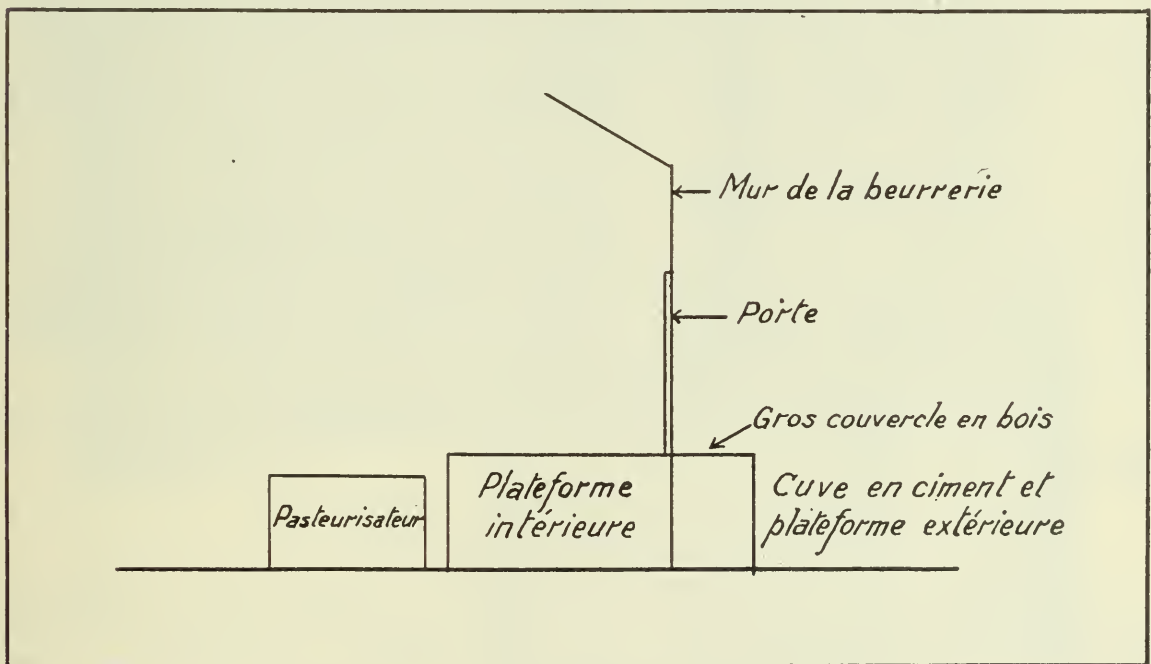 Mur de la beurrerie
Porte
Gros couvercle en bois
Plateforme
intérieure
Cuve en ciment et
plateforme extérieure
Pasteurisateur